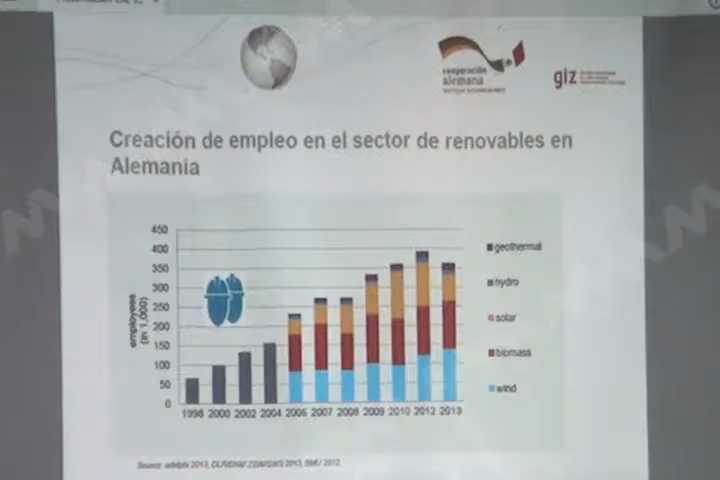 cooperación
alemana
giz
Creación de empleo en el sector de renovables en
Alemania
450
400
350
300
250
200
150
100
50
0
employees
(in 1,000)
1998 2000 2002 2004 2006 2007 2008 2009 2010 2012 2013
geothermal
hydro
solar
biomass
wind